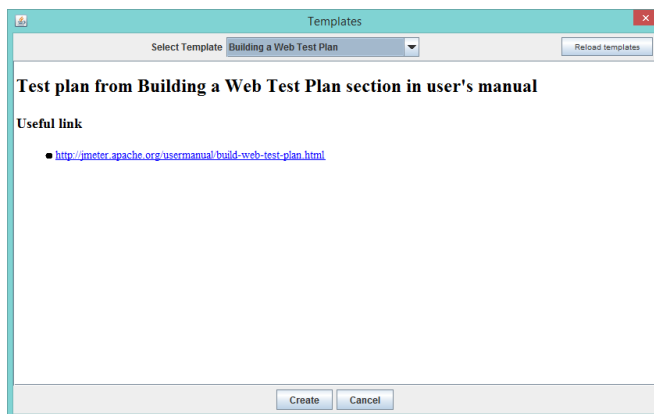 Templates
Select Template Building a Web Test Plan Reload templates
Test plan from Building a Web Test Plan section in user's manual
Useful link
http://jmeter.apache.org/usermanual/build-web-test-plan.html
Create Cancel